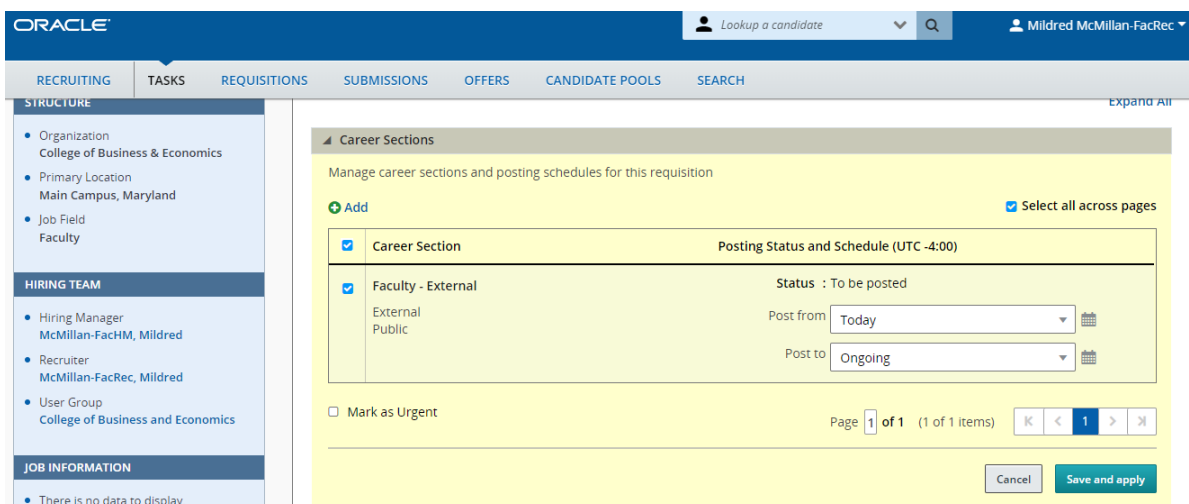 ORACLE
Lookup a candidate
Mildred McMillan-FacRec
RECRUITING TASKS REQUISITIONS SUBMISSIONS OFFERS CANDIDATE POOLS SEARCH
STRUCTURE
Organization
College of Business & Economics
Primary Location
Main Campus, Maryland
Job Field
Faculty
HIRING TEAM
Hiring Manager
McMillan-FacHM, Mildred
Recruiter
McMillan-FacRec, Mildred
User Group
College of Business and Economics
JOB INFORMATION
There is no data to display
Expand All
Career Sections
Manage career sections and posting schedules for this requisition
Add
Select all across pages
Career Section Posting Status and Schedule (UTC -4:00)
Faculty - External
External
Public
Status : To be posted
Post from Today
Post to Ongoing
Mark as Urgent
Page 1 of 1 (1 of 1 items) K < 1 > Ӿ
Cancel Save and apply